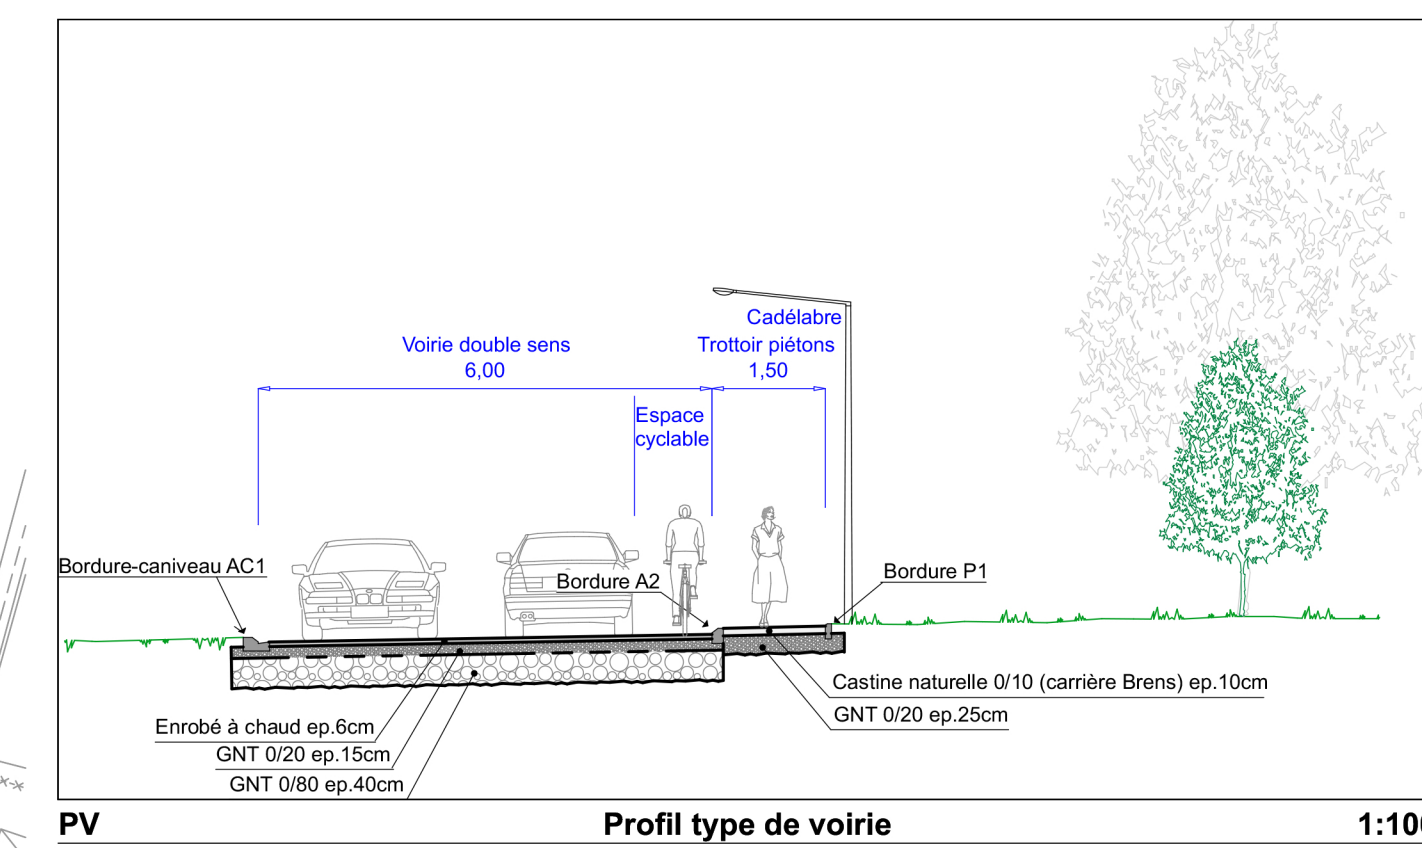 Cadélabre
Voirie double sens
Trottoir piétons
6,00
1,50
Espace
cyclable
Bordure-caniveau AC1
Bordure A2
Bordure P1
Castine naturelle 0/10 (carrière Brens) ep.10cm
GNT 0/20 ep.25cm
Enrobé à chaud ep.6cm
GNT 0/20 ep.15cm
GNT 0/80 ep.40cm
x-x
PV
Profil type de voirie
1:100